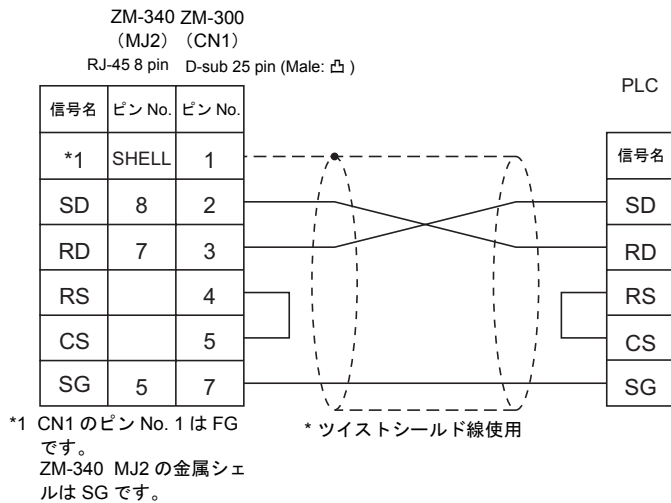 ZM-340 ZM-300
（MJ2）（CN1）
RJ-45 8 pin D-sub 25 pin (Male: 凸 )
PLC
信号名 ピン No. ピン No. 信号名
*1 SHELL 1
SD 8 2 SD
RD 7 3 RD
RS 4 RS
CS 5 CS
SG 5 7 SG
*1 CN1 のピン No. 1 は FG
です。
ZM-340 MJ2 の金属シェ
ルは SG です。
* ツイストシールド線使用